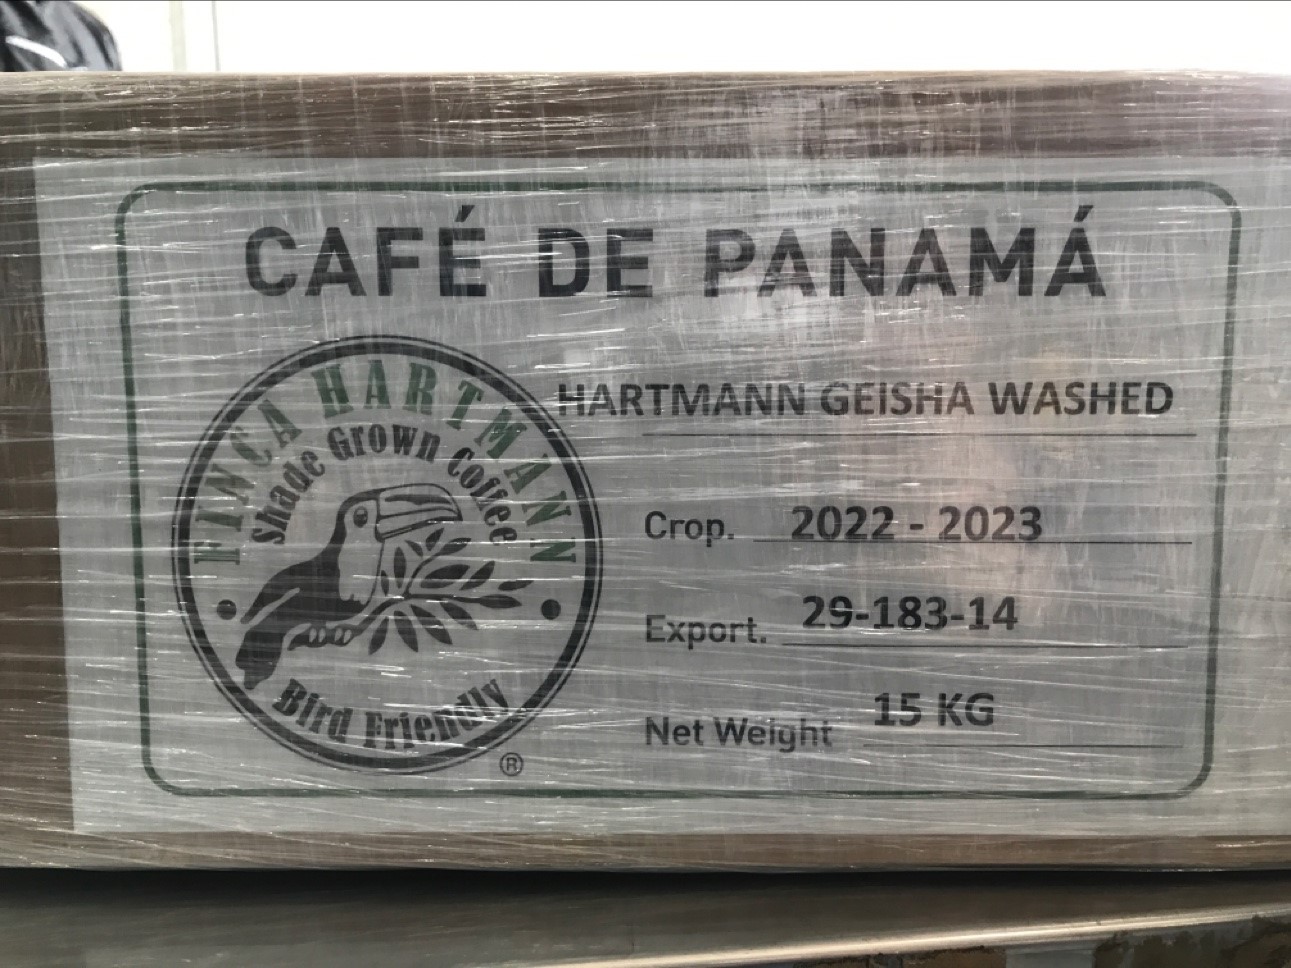 CAFÉ DE PANAMÁ
FINCA HARTMANN
Shade Grown Coffee
Bird Friendly
®
HARTMANN GEISHA WASHED
Crop. 2022 - 2023
Export. 29-183-14
Net Weight 15 KG